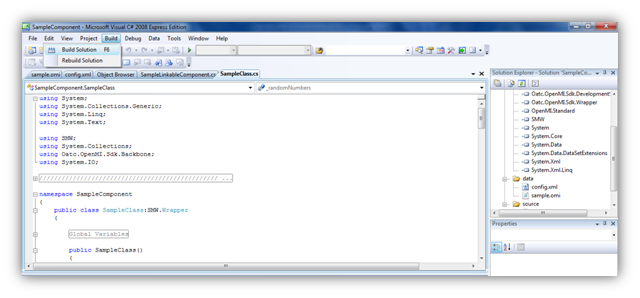 SampleComponent - Microsoft Visual C# 2008 Express Edition
File Edit View Project Build Debug Data Tools Window Help
Build Solution F6
Rebuild Solution
sample.omi config.xml Object Browser SampleLinkableComponent.cs SampleClass.cs
SampleComponent.SampleClass _randomNumbers
using System;
using System.Collections.Generic;
using System.Linq;
using System.Text;
using SMW;
using System.Collections;
using Oatc.OpenMI.Sdk.Backbone;
using System.IO;
namespace SampleComponent
{
public class SampleClass:SMW.Wrapper
{
Global Variables
public SampleClass()
{
Solution Explorer - Solution 'SampleCo...
Oatc.OpenMI.Sdk.Development
Oatc.OpenMI.Sdk.Wrapper
OpenMIStandard
SMW
System
System.Core
System.Data
System.Data.DataSetExtensions
System.Xml
System.Xml.Linq
data
config.xml
sample.omi
source
Properties